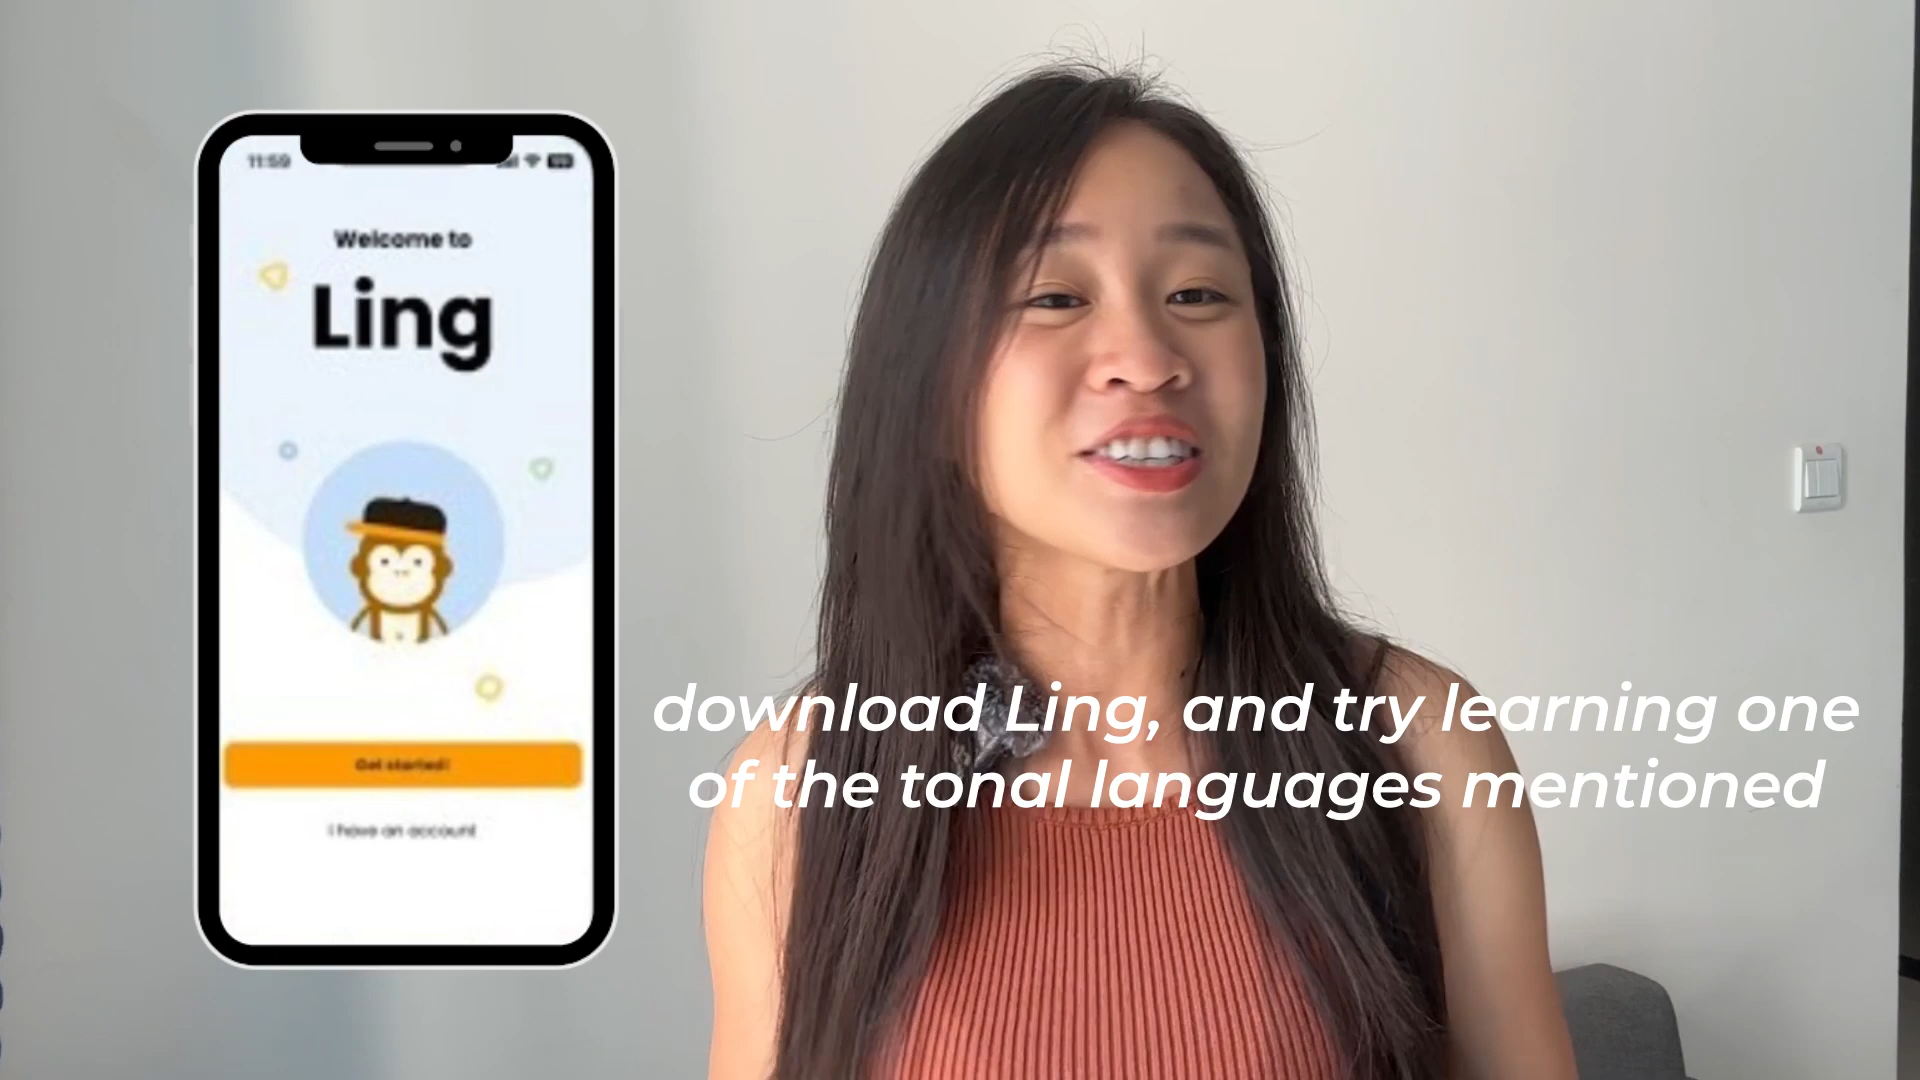 11:59
Welcome to
Ling
Get started!
I have an account
download Ling, and try learning one
of the tonal languages mentioned